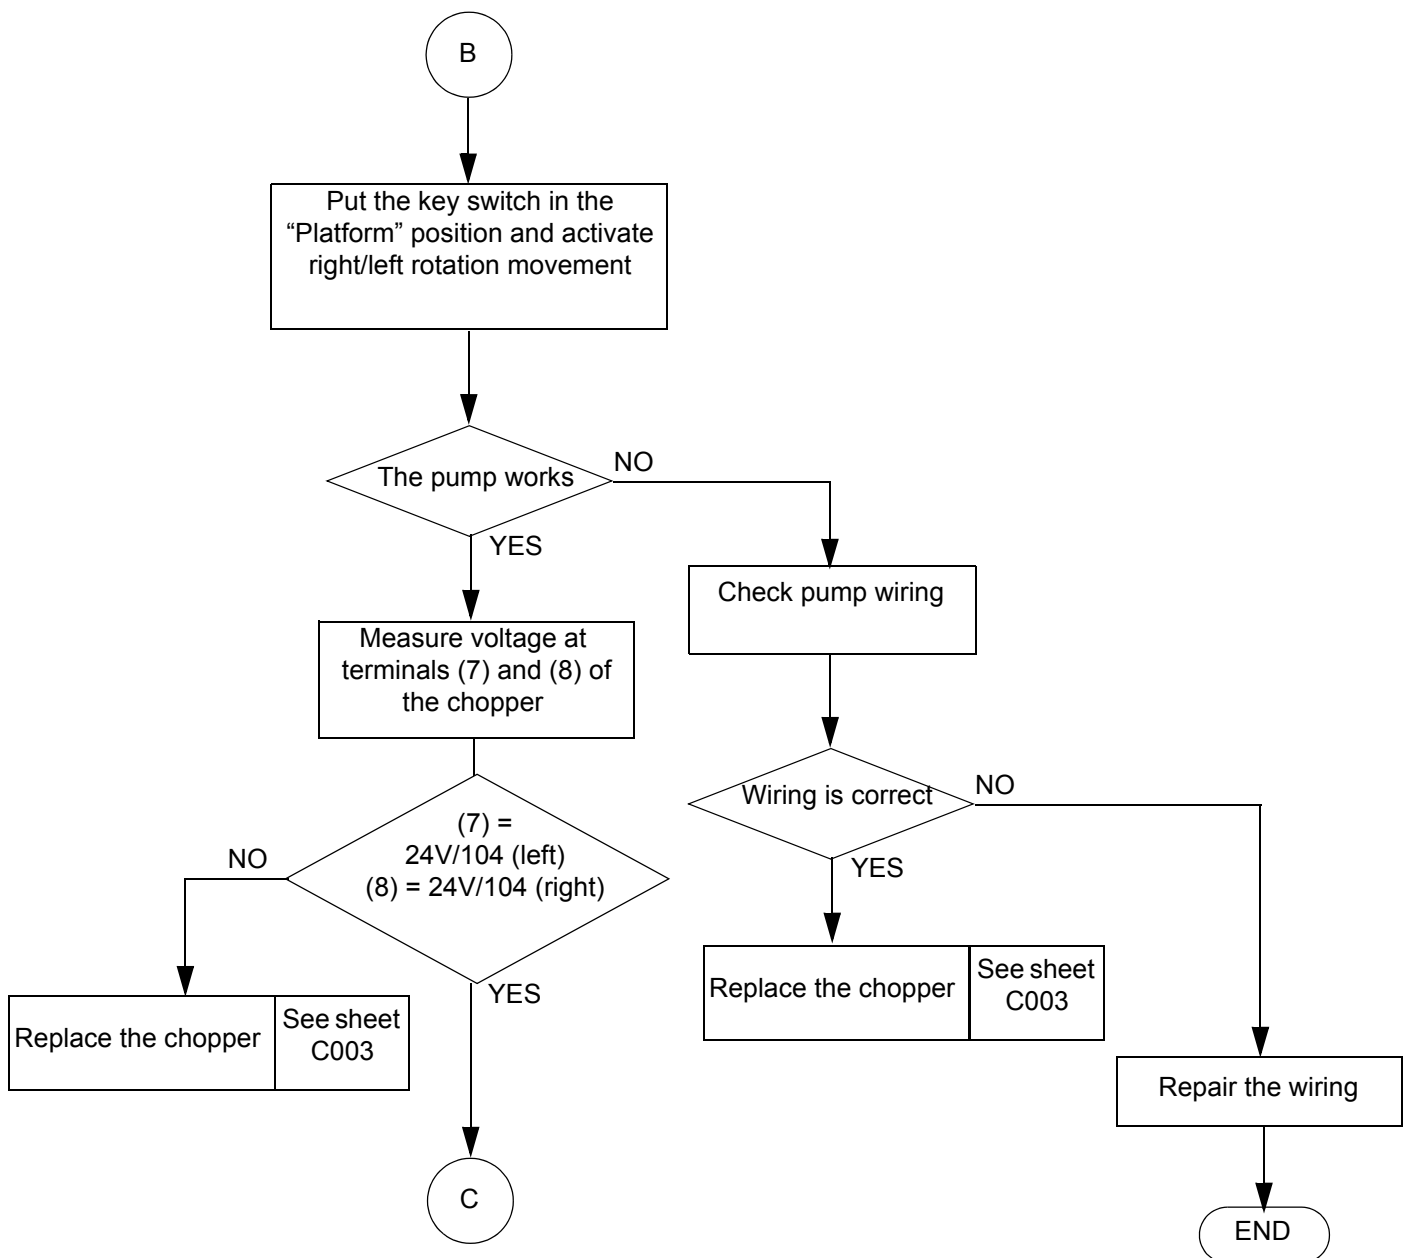 B
Put the key switch in the
“Platform” position and activate
right/left rotation movement
The pump works
NO
YES
Check pump wiring
Measure voltage at
terminals (7) and (8) of
the chopper
Wiring is correct
NO
YES
(7) =
24V/104 (left)
(8) = 24V/104 (right)
NO
YES
Replace the chopper
See sheet
C003
Replace the chopper
See sheet
C003
Repair the wiring
C
END